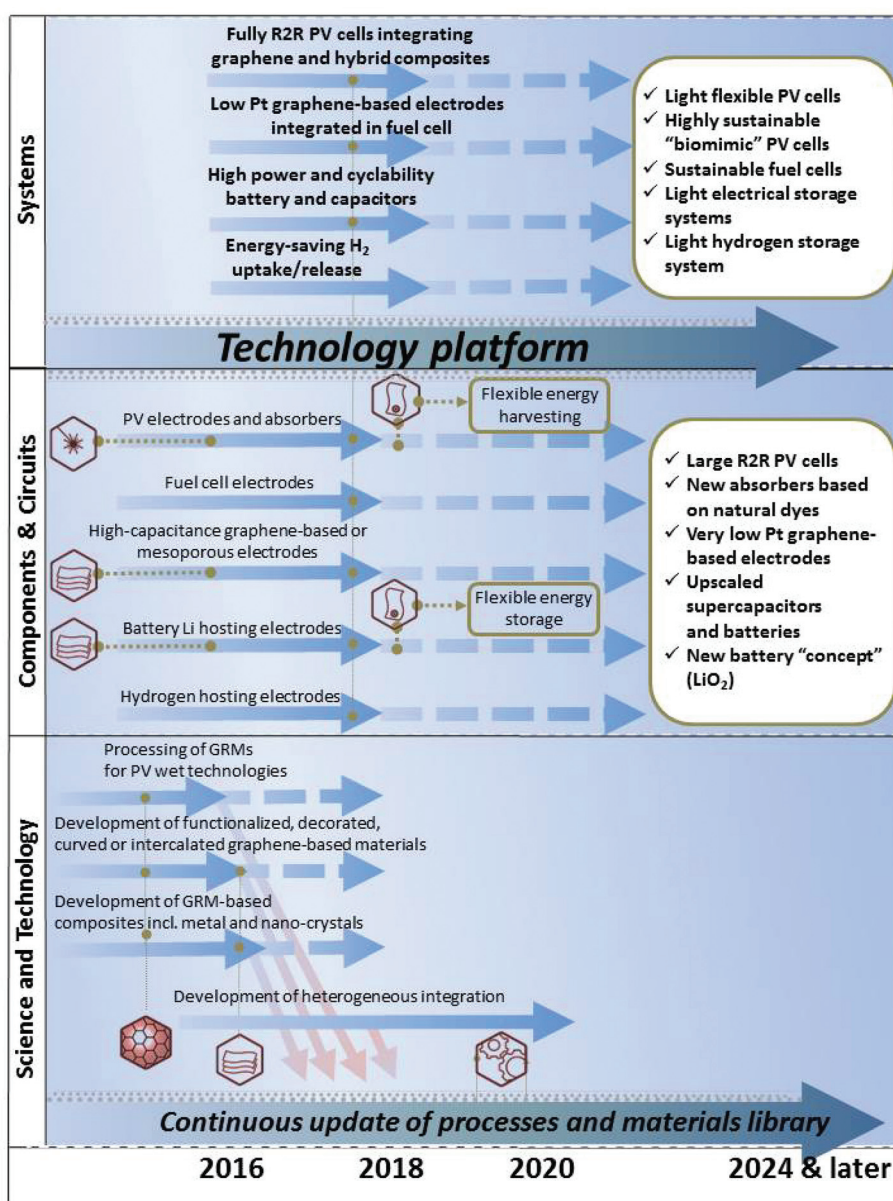 Systems
Fully R2R PV cells integrating
graphene and hybrid composites
Low Pt graphene-based electrodes
integrated in fuel cell
High power and cyclability
battery and capacitors
Energy-saving H₂
uptake/release
✓ Light flexible PV cells
✓ Highly sustainable
"biomimic" PV cells
✓ Sustainable fuel cells
✓ Light electrical storage
systems
✓ Light hydrogen storage
system
Technology platform
Components & Circuits
PV electrodes and absorbers
Flexible energy
harvesting
Fuel cell electrodes
High-capacitance graphene-based or
mesoporous electrodes
Battery Li hosting electrodes
Flexible energy
storage
Hydrogen hosting electrodes
✓ Large R2R PV cells
✓ New absorbers based
on natural dyes
✓ Very low Pt graphene-
based electrodes
✓ Upscaled
supercapacitors
and batteries
✓ New battery "concept"
(LiO₂)
Science and Technology
Processing of GRMs
for PV wet technologies
Development of functionalized, decorated,
curved or intercalated graphene-based materials
Development of GRM-based
composites incl. metal and nano-crystals
Development of heterogeneous integration
Continuous update of processes and materials library
2016 2018 2020 2024 & later